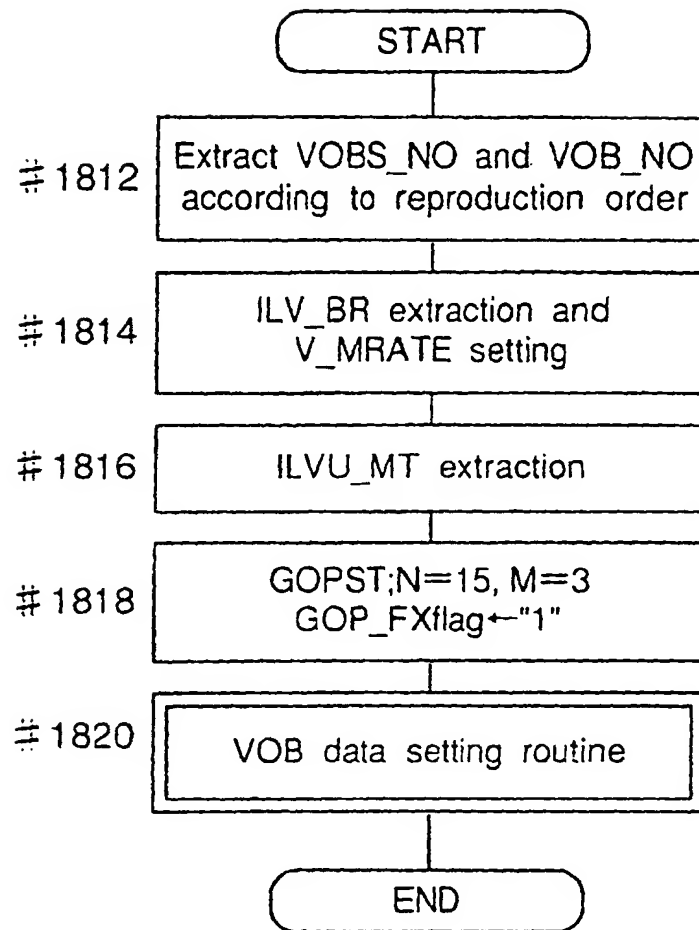 START
#1812
Extract VOBS_NO and VOB_NO
according to reproduction order
#1814
ILV_BR extraction and
V_MRATE setting
#1816
ILVU_MT extraction
#1818
GOPST;N=15, M=3
GOP_FXflag←"1"
#1820
VOB data setting routine
END